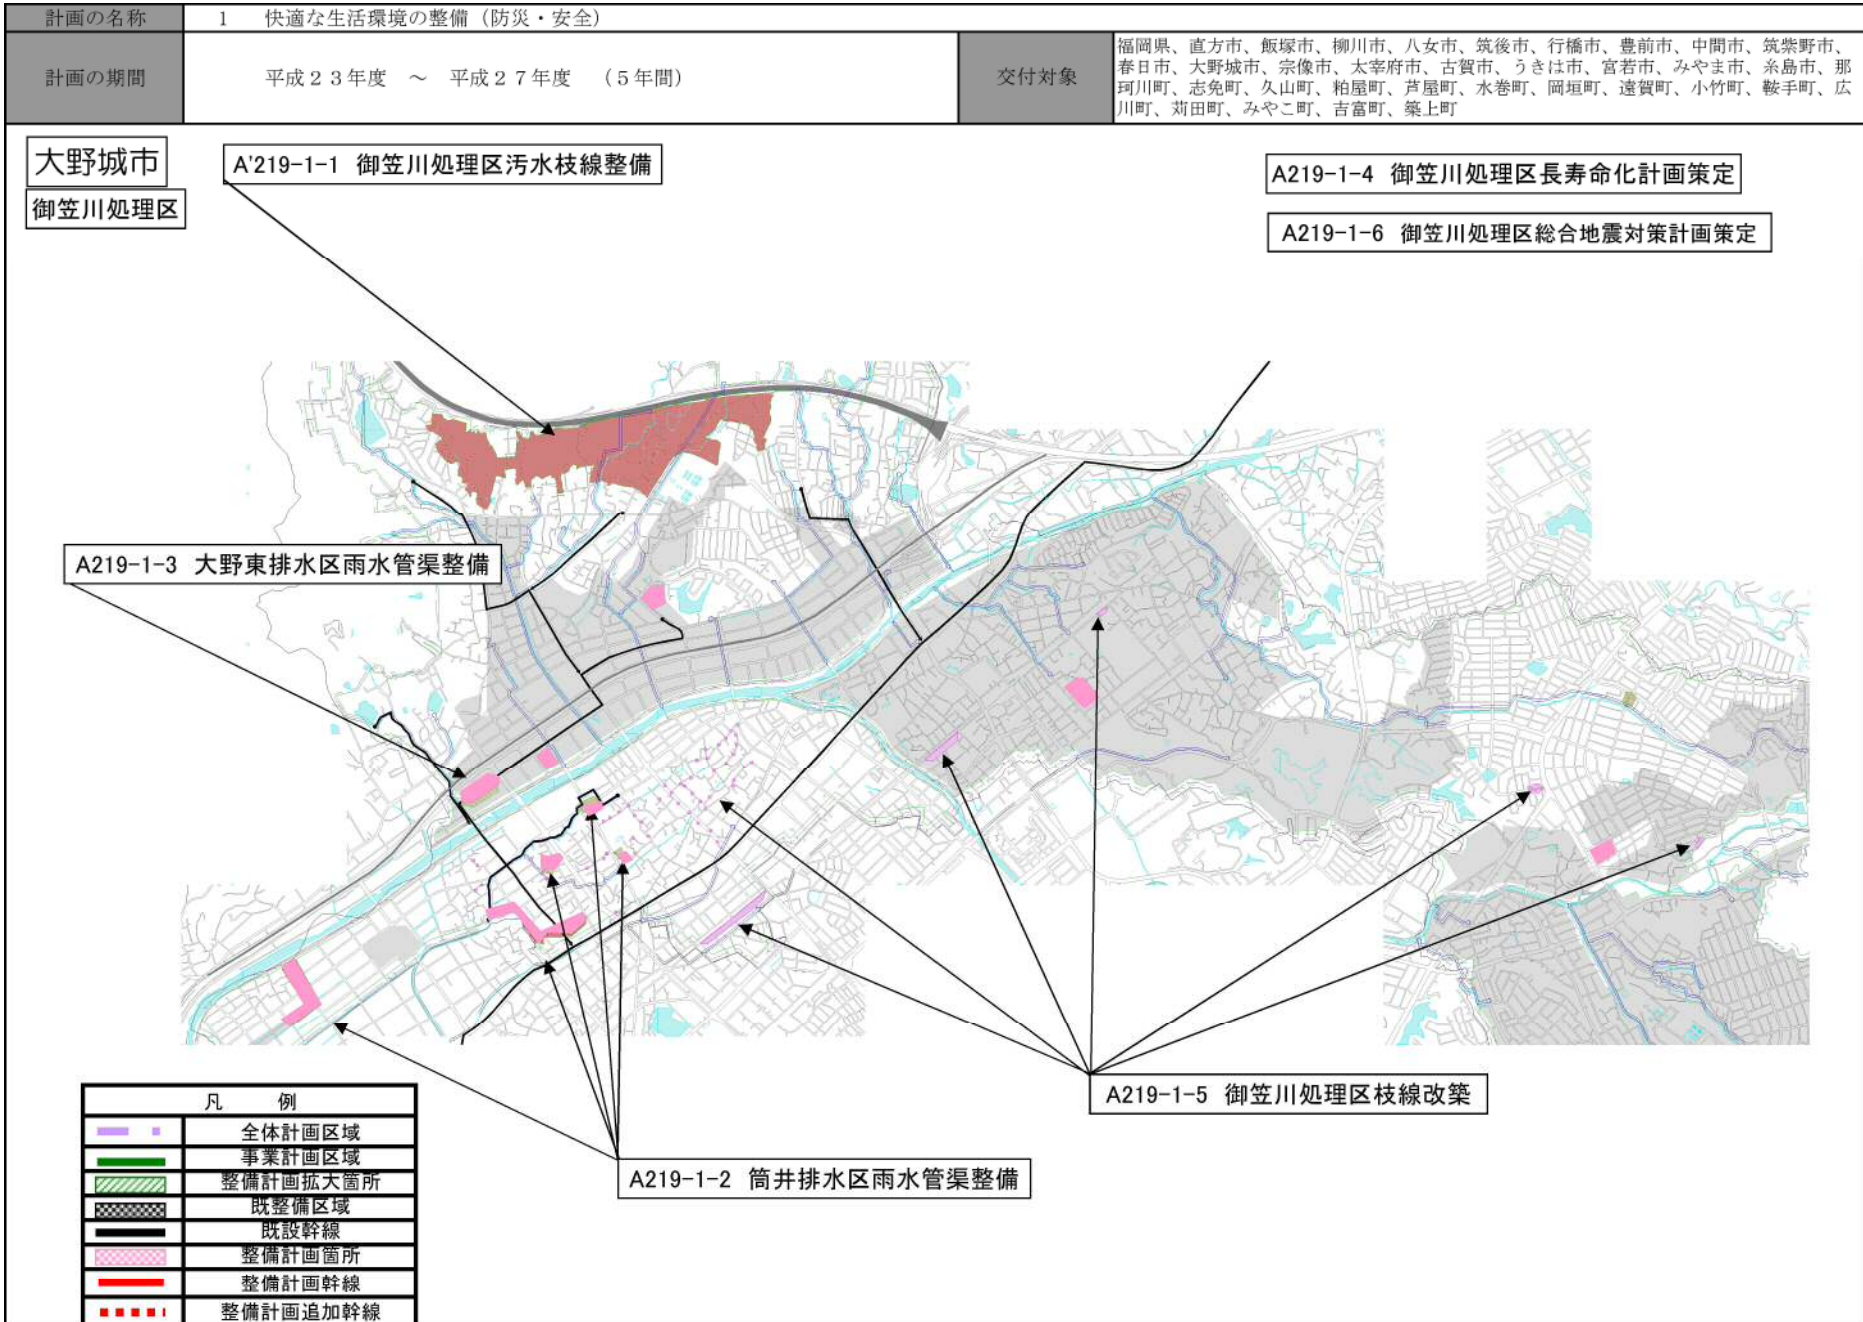 計画の名称
1 快適な生活環境の整備（防災・安全）
計画の期間
平成２３年度 ～ 平成２７年度 （５年間）
交付対象
福岡県、直方市、飯塚市、柳川市、八女市、筑後市、行橋市、豊前市、中間市、筑紫野市、
春日市、大野城市、宗像市、太宰府市、古賀市、うきは市、宮若市、みやま市、糸島市、那
珂川町、志免町、久山町、粕屋町、芦屋町、水巻町、岡垣町、遠賀町、小竹町、鞍手町、広
川町、苅田町、みやこ町、吉富町、築上町
大野城市
御笠川処理区
A'219-1-1 御笠川処理区汚水枝線整備
A219-1-4 御笠川処理区長寿命化計画策定
A219-1-6 御笠川処理区総合地震対策計画策定
A219-1-3 大野東排水区雨水管渠整備
A219-1-5 御笠川処理区枝線改築
A219-1-2 筒井排水区雨水管渠整備
凡 例
全体計画区域
事業計画区域
整備計画拡大箇所
既整備区域
既設幹線
整備計画箇所
整備計画幹線
整備計画追加幹線